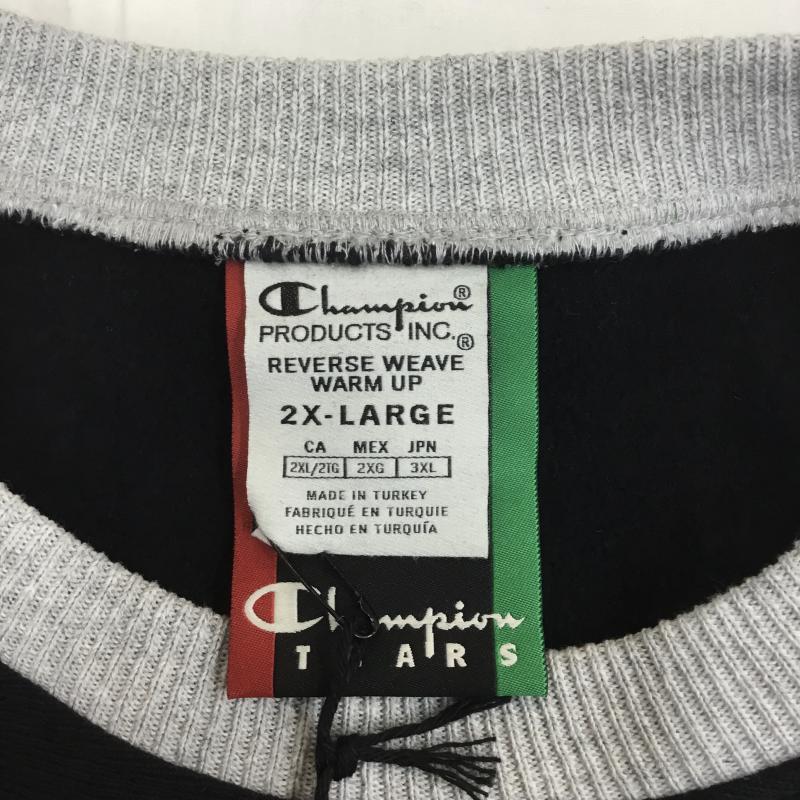 Champion®
PRODUCTS INC.®
REVERSE WEAVE
WARM UP
2X-LARGE
CA MEX JPN
2XL/2TG 2XG 3XL
MADE IN TURKEY
FABRIQUÉ EN TURQUIE
HECHO EN TURQUÍA
Champion